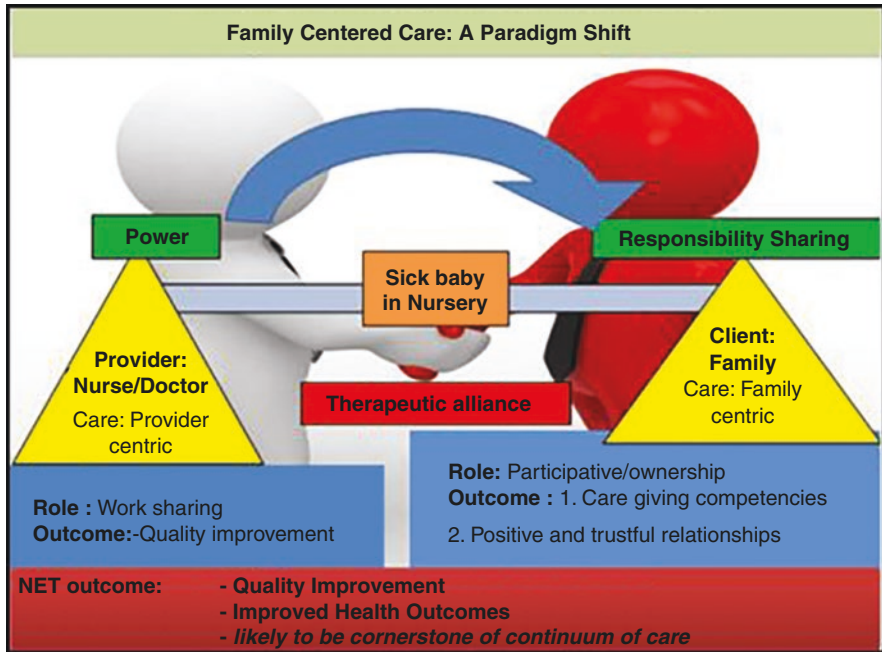 Family Centered Care: A Paradigm Shift
Power
Responsibility Sharing
Sick baby
in Nursery
Provider:
Nurse/Doctor
Care: Provider
centric
Client:
Family
Care: Family
centric
Therapeutic alliance
Role : Work sharing
Outcome:-Quality improvement
Role: Participative/ownership
Outcome : 1. Care giving competencies
2. Positive and trustful relationships
NET outcome: - Quality Improvement
- Improved Health Outcomes
- likely to be cornerstone of continuum of care